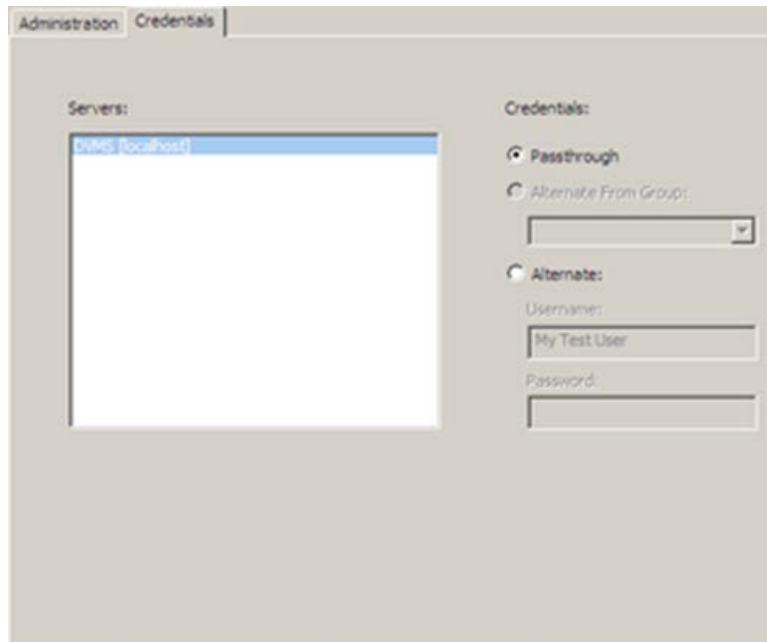 Administration
Credentials
Servers:
DVMS [localhost]
Credentials:
Passthrough
Alternate From Group:
Alternate:
Username:
My Test User
Password: